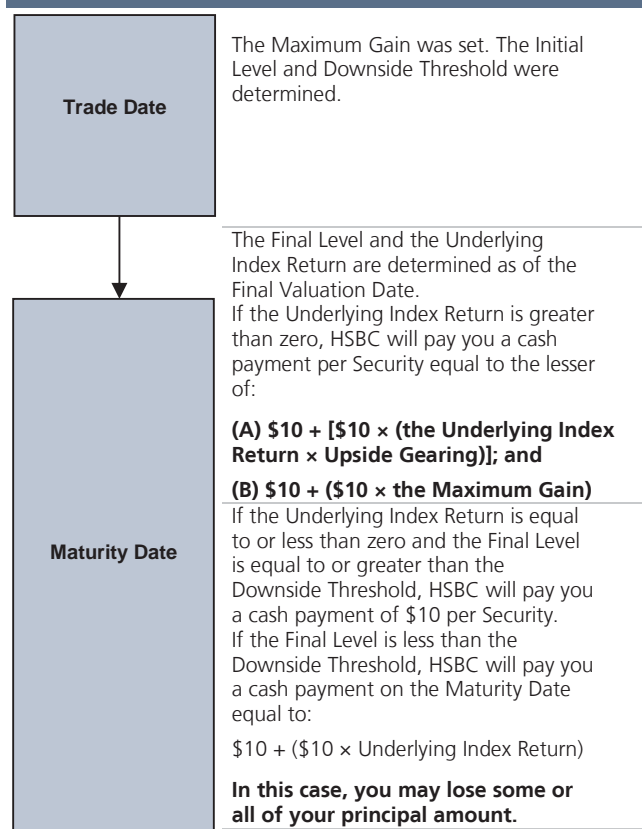 Trade Date
The Maximum Gain was set. The Initial
Level and Downside Threshold were
determined.
Maturity Date
The Final Level and the Underlying
Index Return are determined as of the
Final Valuation Date.
If the Underlying Index Return is greater
than zero, HSBC will pay you a cash
payment per Security equal to the lesser
of:
(A) $10 + [$10 × (the Underlying Index
Return × Upside Gearing)]; and
(B) $10 + ($10 × the Maximum Gain)
If the Underlying Index Return is equal
to or less than zero and the Final Level
is equal to or greater than the
Downside Threshold, HSBC will pay you
a cash payment of $10 per Security.
If the Final Level is less than the
Downside Threshold, HSBC will pay you
a cash payment on the Maturity Date
equal to:
$10 + ($10 × Underlying Index Return)
In this case, you may lose some or
all of your principal amount.